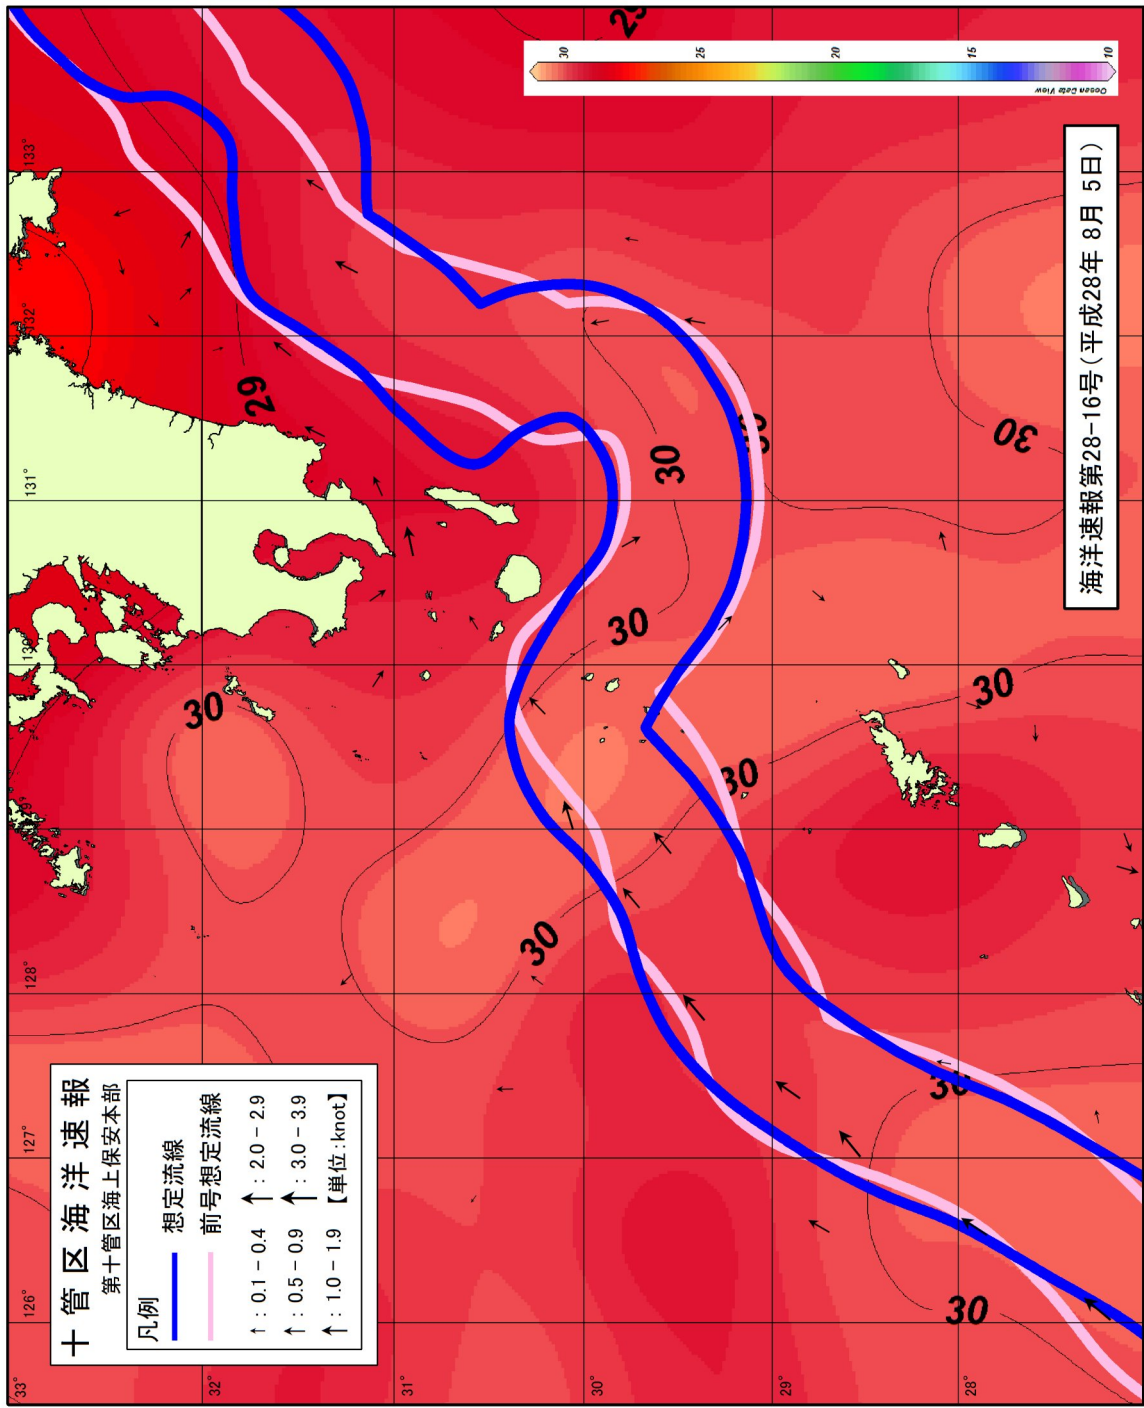 十管区海洋速報
第十管区海上保安本部
凡例
想定流線
前号想定流線
↑: 0.1 - 0.4
↑: 2.0 - 2.9
↑: 0.5 - 0.9
↑: 3.0 - 3.9
↑: 1.0 - 1.9
【単位:knot】
126°
127°
128°
130°
131°
132°
133°
33°
32°
31°
30°
29°
28°
30
30
30
30
30
30
30
30
30
30
29
29
海洋速報第28-16号(平成28年 8月 5日)
30
25
20
15
10
Ocean Data View